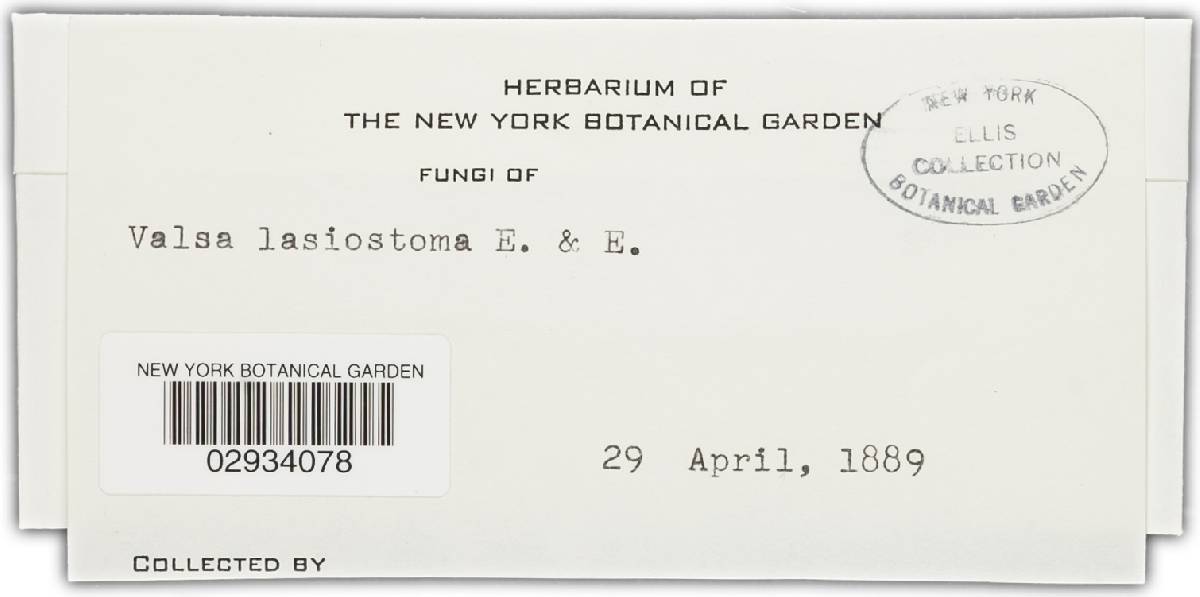 HERBARIUM OF
THE NEW YORK BOTANICAL GARDEN
FUNGI OF
NEW YORK
ELLIS
COLLECTION
BOTANICAL GARDEN
Valsa lasiostoma E. & E.
NEW YORK BOTANICAL GARDEN
02934078
29 April, 1889
COLLECTED BY